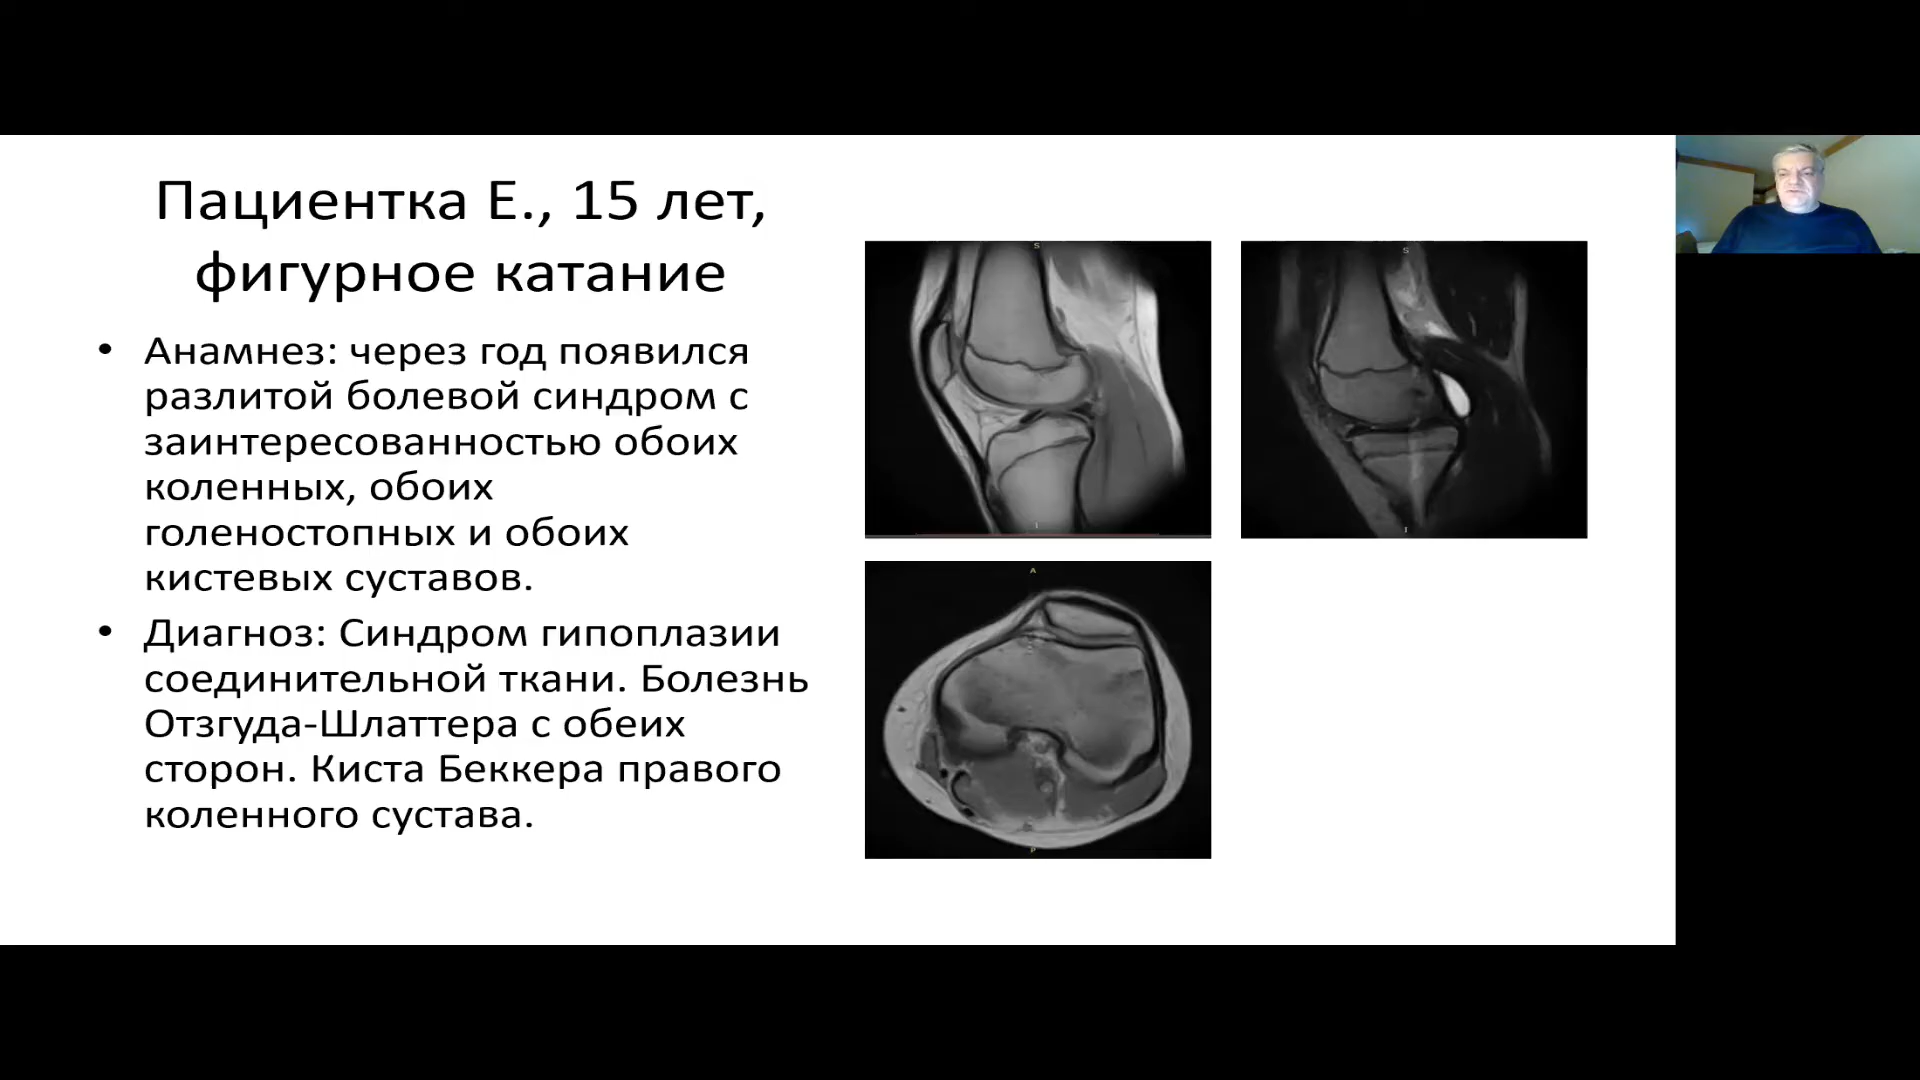 Пациентка Е., 15 лет,
фигурное катание
• Анамнез: через год появился
разлитой болевой синдром с
заинтересованностью обоих
коленных, обоих
голеностопных и обоих
кистевых суставов.
• Диагноз: Синдром гипоплазии
соединительной ткани. Болезнь
Отзгуда-Шлаттера с обеих
сторон. Киста Беккера правого
коленного сустава.
S
I
S
I
A
P